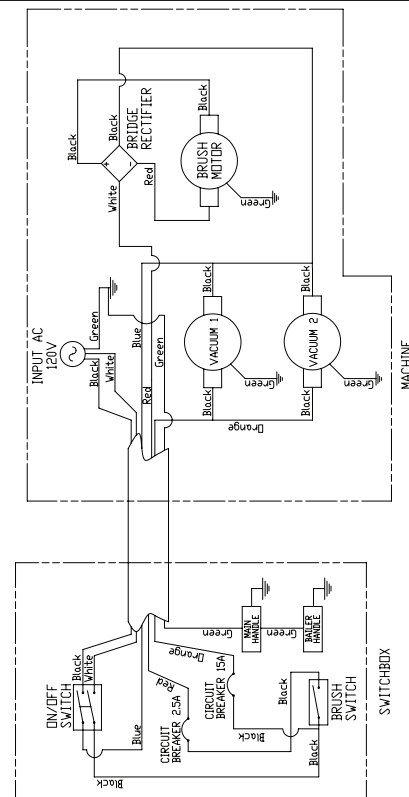 INPUT AC
120V
Black
White
Green
Black
White
Black
BRIDGE
RECTIFIER
+
-
Red
Black
BRUSH
MOTOR
Green
Blue
Green
Red
Black
VACUUM 1
Black
Green
Black
VACUUM 2
Black
Green
Orange
MACHINE
ON/OFF
SWITCH
Black
White
Blue
Black
Red
Orange
CIRCUIT
BREAKER 2.5A
CIRCUIT
BREAKER 15A
Green
MAIN
HANDLE
Green
BAILER
HANDLE
Black
Black
BRUSH
SWITCH
SWITCHBOX